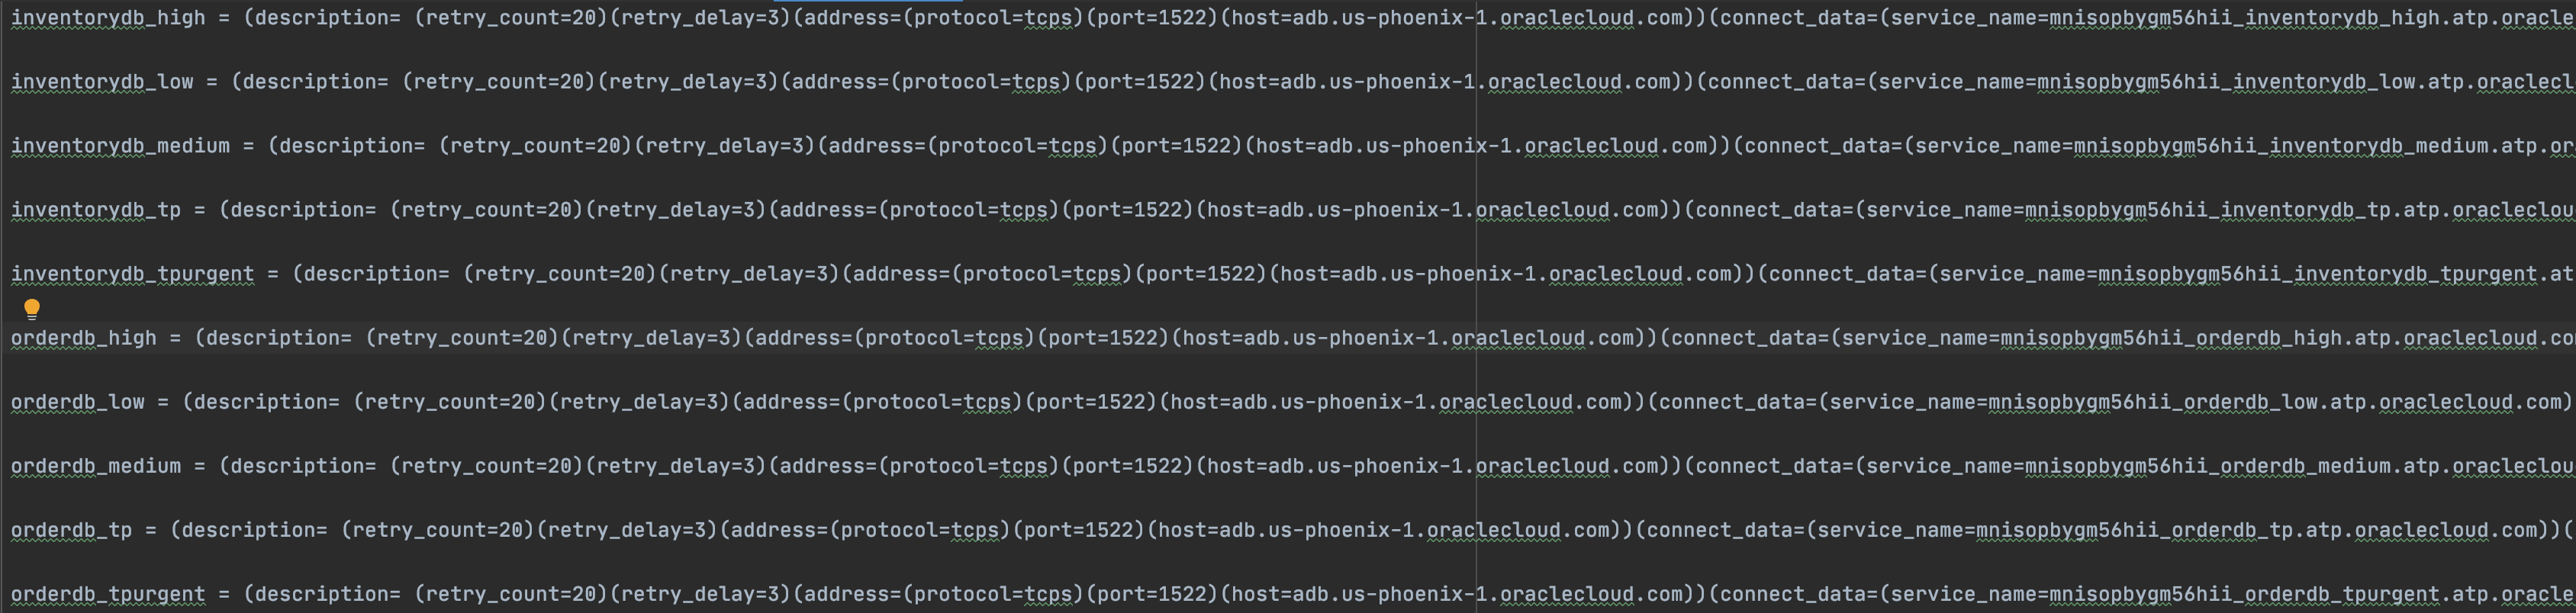 inventorydb_high = (description= (retry_count=20)(retry_delay=3)(address=(protocol=tcps)(port=1522)(host=adb.us-phoenix-1.oraclecloud.com))(connect_data=(service_name=mnisopbygm56hii_inventorydb_high.atp.oracle
inventorydb_low = (description= (retry_count=20)(retry_delay=3)(address=(protocol=tcps)(port=1522)(host=adb.us-phoenix-1.oraclecloud.com))(connect_data=(service_name=mnisopbygm56hii_inventorydb_low.atp.oraclecl
inventorydb_medium = (description= (retry_count=20)(retry_delay=3)(address=(protocol=tcps)(port=1522)(host=adb.us-phoenix-1.oraclecloud.com))(connect_data=(service_name=mnisopbygm56hii_inventorydb_medium.atp.or
inventorydb_tp = (description= (retry_count=20)(retry_delay=3)(address=(protocol=tcps)(port=1522)(host=adb.us-phoenix-1.oraclecloud.com))(connect_data=(service_name=mnisopbygm56hii_inventorydb_tp.atp.oracleclou
inventorydb_tpurgent = (description= (retry_count=20)(retry_delay=3)(address=(protocol=tcps)(port=1522)(host=adb.us-phoenix-1.oraclecloud.com))(connect_data=(service_name=mnisopbygm56hii_inventorydb_tpurgent.at
orderdb_high = (description= (retry_count=20)(retry_delay=3)(address=(protocol=tcps)(port=1522)(host=adb.us-phoenix-1.oraclecloud.com))(connect_data=(service_name=mnisopbygm56hii_orderdb_high.atp.oraclecloud.co
orderdb_low = (description= (retry_count=20)(retry_delay=3)(address=(protocol=tcps)(port=1522)(host=adb.us-phoenix-1.oraclecloud.com))(connect_data=(service_name=mnisopbygm56hii_orderdb_low.atp.oraclecloud.com)
orderdb_medium = (description= (retry_count=20)(retry_delay=3)(address=(protocol=tcps)(port=1522)(host=adb.us-phoenix-1.oraclecloud.com))(connect_data=(service_name=mnisopbygm56hii_orderdb_medium.atp.oracleclou
orderdb_tp = (description= (retry_count=20)(retry_delay=3)(address=(protocol=tcps)(port=1522)(host=adb.us-phoenix-1.oraclecloud.com))(connect_data=(service_name=mnisopbygm56hii_orderdb_tp.atp.oraclecloud.com))(
orderdb_tpurgent = (description= (retry_count=20)(retry_delay=3)(address=(protocol=tcps)(port=1522)(host=adb.us-phoenix-1.oraclecloud.com))(connect_data=(service_name=mnisopbygm56hii_orderdb_tpurgent.atp.oracle